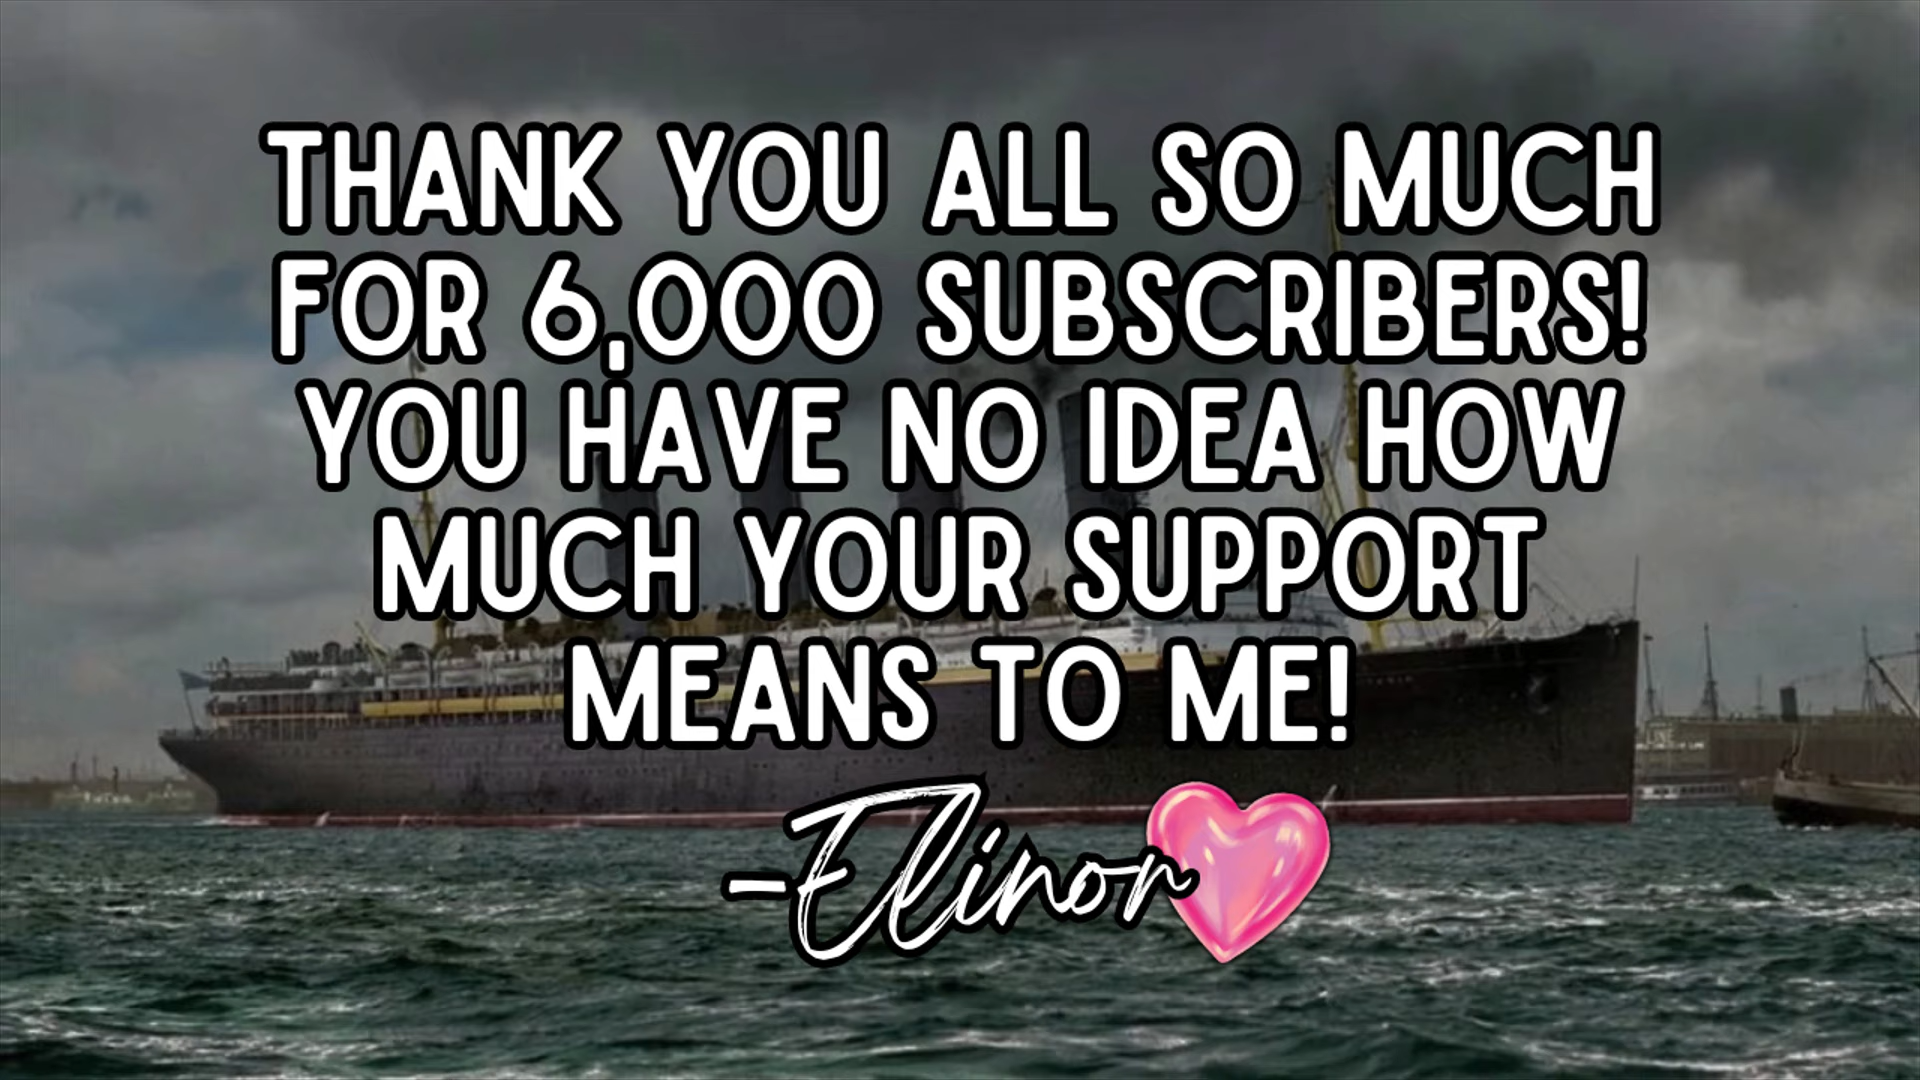 THANK YOU ALL SO MUCH
FOR 6,000 SUBSCRIBERS!
YOU HAVE NO IDEA HOW
MUCH YOUR SUPPORT
MEANS TO ME!
-Elinor